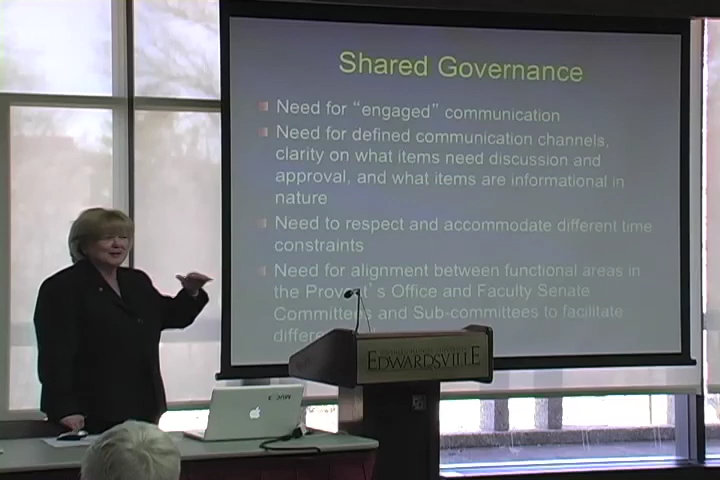 Shared Governance
Need for “engaged” communication
Need for defined communication channels,
clarity on what items need discussion and
approval, and what items are informational in
nature
Need to respect and accommodate different time
constraints
Need for alignment between functional areas in
the Provost's Office and Faculty Senate
Committees and Sub-committees to facilitate
EDWARDSVILLE